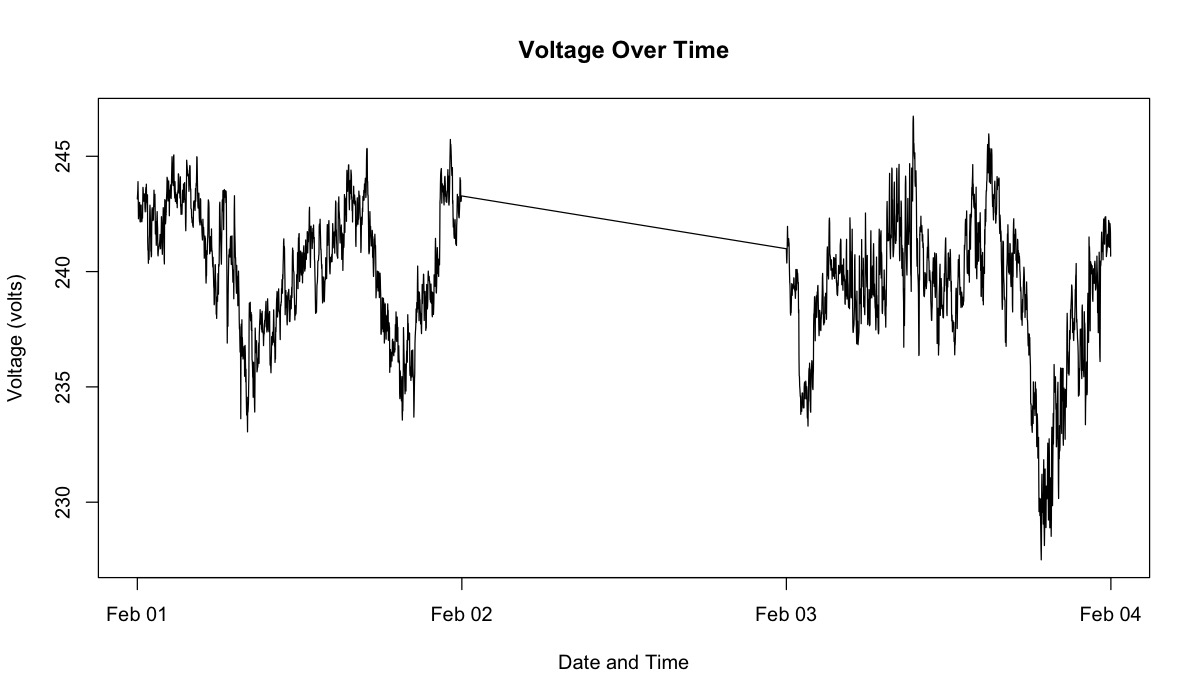 Voltage Over Time
Voltage (volts)
245
240
235
230
Feb 01
Feb 02
Feb 03
Feb 04
Date and Time